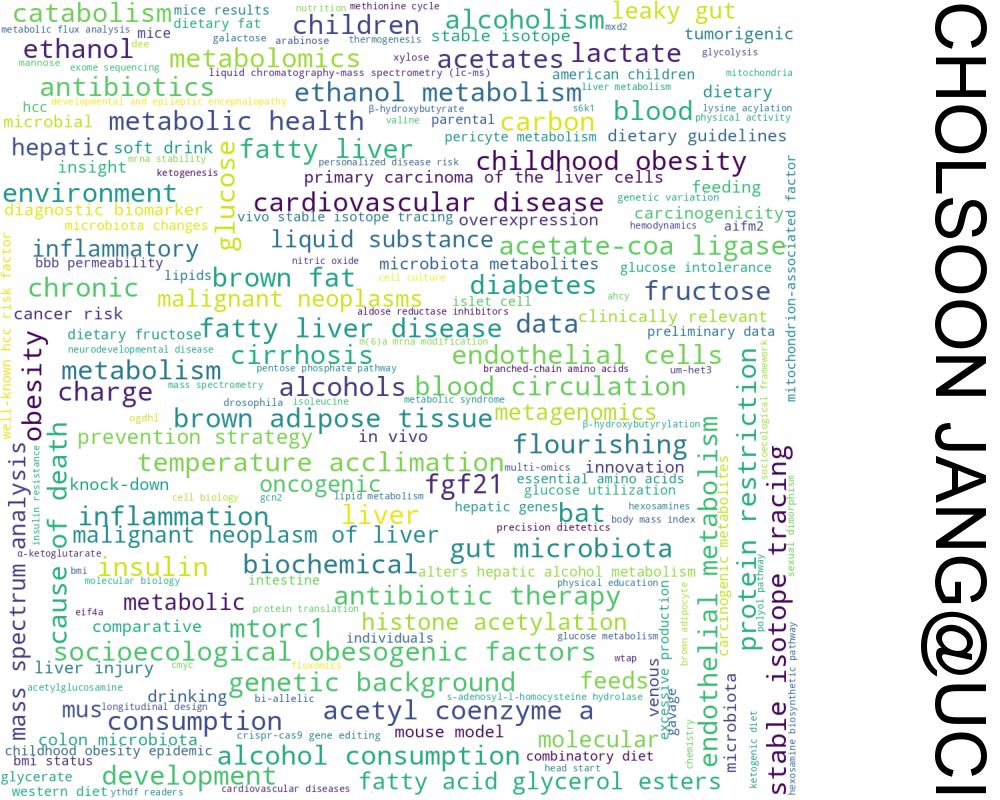 catabolism
mice results
nutrition
methionine cycle
children
alcoholism
leaky gut
dietary fat
mxd2
metabolic flux analysis
mice
galactose
arabinose
thermogenesis
stable isotope
tumorigenic
ethanol
dee
metabolomics
xylose
acetates
lactate
glycolysis
mannose
exome sequencing
liquid chromatography-mass spectrometry (lc-ms)
american children
mitochondria
antibiotics
ethanol metabolism
liver metabolism
dietary
hcc
developmental and epileptic encephalopathy
β-hydroxybutyrate
s6k1
blood
lysine acylation
microbial
metabolic health
valine
parental
carbon
physical activity
pericyte metabolism
dietary guidelines
hepatic
soft drink
mrna stability
glucose
fatty liver
personalized disease risk
childhood obesity
insight
ketogenesis
primary carcinoma of the liver cells
feeding
environment
cardiovascular disease
genetic variation
mitochondrion-associated factor
diagnostic biomarker
vivo stable isotope tracing
overexpression
carcinogenicity
microbiota changes
hemodynamics
aifm2
inflammatory
liquid substance
acetate-coa ligase
bbb permeability
nitric oxide
microbiota metabolites
glucose intolerance
lipids
brown fat
cell culture
diabetes
chronic
malignant neoplasms
islet cell
ahcy
fructose
well-known hcc risk factor
cancer risk
aldose reductase inhibitors
clinically relevant
dietary fructose
fatty liver disease
data
preliminary data
obesity
m(6)a mrna modification
neurodevelopmental disease
cirrhosis
endothelial cells
metabolism
pentose phosphate pathway
branched-chain amino acids
um-het3
charge
mass spectrometry
alcohols
blood circulation
drosophila
isoleucine
metabolic syndrome
ogdhl
brown adipose tissue
metagenomics
β-hydroxybutyrylation
socioecological framework
protein restriction
prevention strategy
in vivo
flourishing
temperature acclimation
multi-omics
innovation
insulin resistance
cause of death
knock-down
oncogenic
fgf21
essential amino acids
glucose utilization
cell biology
gcn2
lipid metabolism
hepatic genes
hexosamines
inflammation
liver
bat
body mass index
malignant neoplasm of liver
precision dietetics
α-ketoglutarate
gut microbiota
bmi
insulin
biochemical
alters hepatic alcohol metabolism
molecular biology
intestine
physical education
mass spectrum analysis
endothelial metabolism
carcinogenic metabolites
stable isotope tracing
sexual dimorphism
polyol pathway
metabolic
antibiotic therapy
eif4a
protein translation
comparative
mtorc1
histone acetylation
individuals
glucose metabolism
excessive production
brown adipocyte
socioecological obesogenic factors
wtap
liver injury
cmyc
fluxomics
acetylglucosamine
genetic background
feeds
venous
gavage
drinking
bi-allelic
s-adenosyl-l-homocysteine hydrolase
mus
longitudinal design
consumption
acetyl coenzyme a
microbiota
hexosamine biosynthetic pathway
colon microbiota
crispr-cas9 gene editing
mouse model
molecular
chemistry
ketogenic diet
childhood obesity epidemic
bmi status
alcohol consumption
combinatory diet
glycerate
development
head start
western diet
ythdf readers
cardiovascular diseases
fatty acid glycerol esters
CHOLSOON JANG@UCI